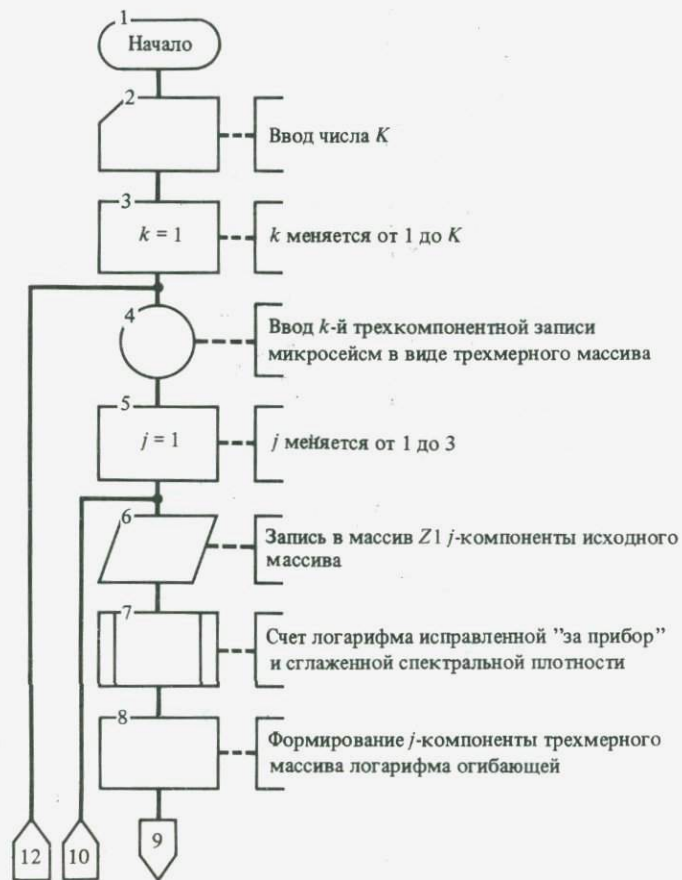 1
Начало
2
Ввод числа K
3
k = 1
k меняется от 1 до K
4
Ввод k-й трехкомпонентной записи
микросейсм в виде трехмерного массива
5
j = 1
j меняется от 1 до 3
6
Запись в массив Z1 j-компоненты исходного
массива
7
Счет логарифма исправленной "за прибор"
и сглаженной спектральной плотности
8
Формирование j-компоненты трехмерного
массива логарифма огибающей
12
10
9